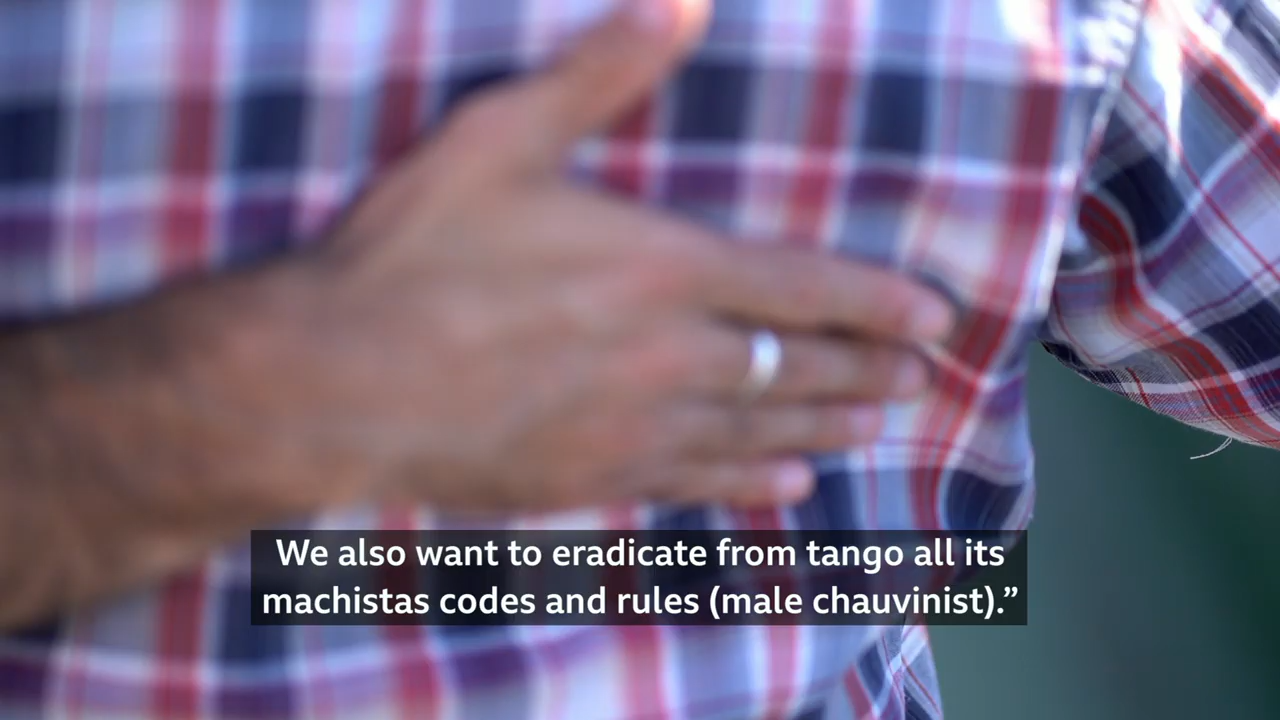 We also want to eradicate from tango all its
machistas codes and rules (male chauvinist).”